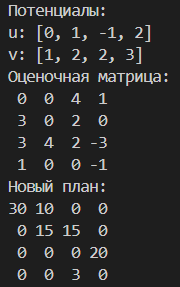 Потенциалы:
u: [0, 1, -1, 2]
v: [1, 2, 2, 3]
Оценочная матрица:
0 0 4 1
3 0 2 0
3 4 2 -3
1 0 0 -1
Новый план:
30 10 0 0
0 15 15 0
0 0 0 20
0 0 3 0